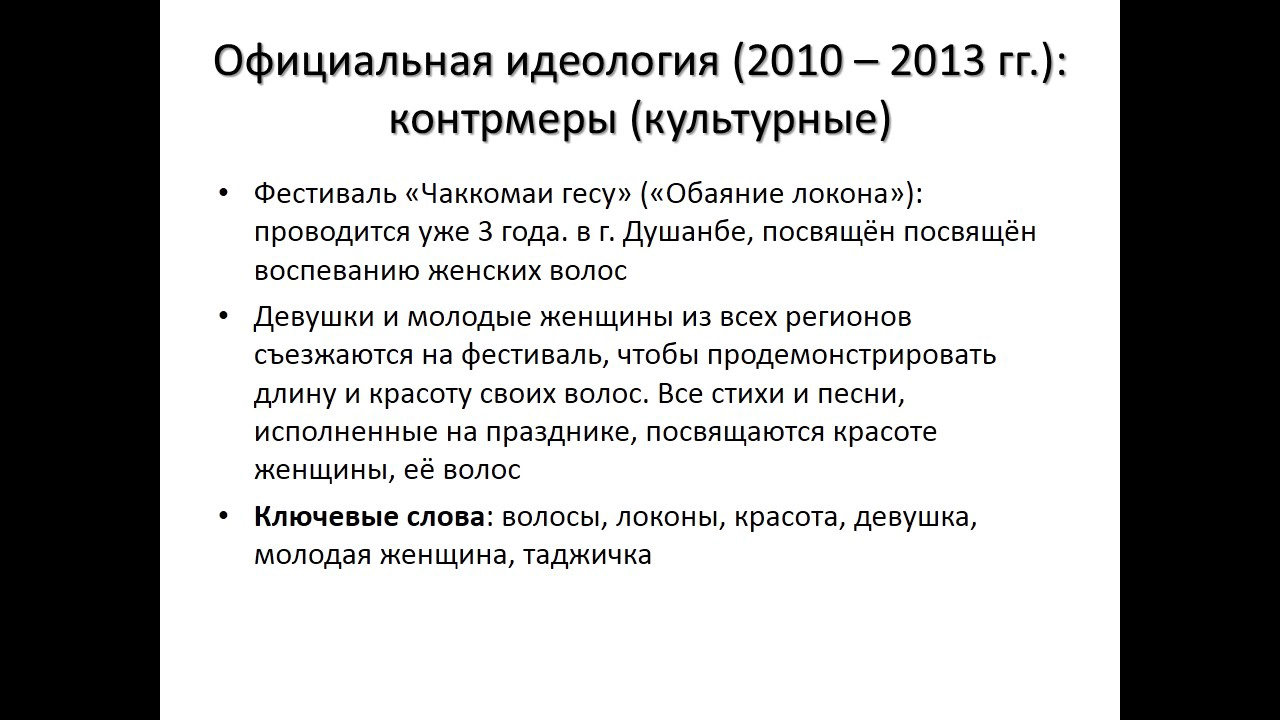 Официальная идеология (2010 – 2013 гг.):
контрмеры (культурные)
• Фестиваль «Чаккомаи гесу» («Обаяние локона»):
проводится уже 3 года. в г. Душанбе, посвящён посвящён
воспеванию женских волос
• Девушки и молодые женщины из всех регионов
съезжаются на фестиваль, чтобы продемонстрировать
длину и красоту своих волос. Все стихи и песни,
исполненные на празднике, посвящаются красоте
женщины, её волос
• Ключевые слова: волосы, локоны, красота, девушка,
молодая женщина, таджичка